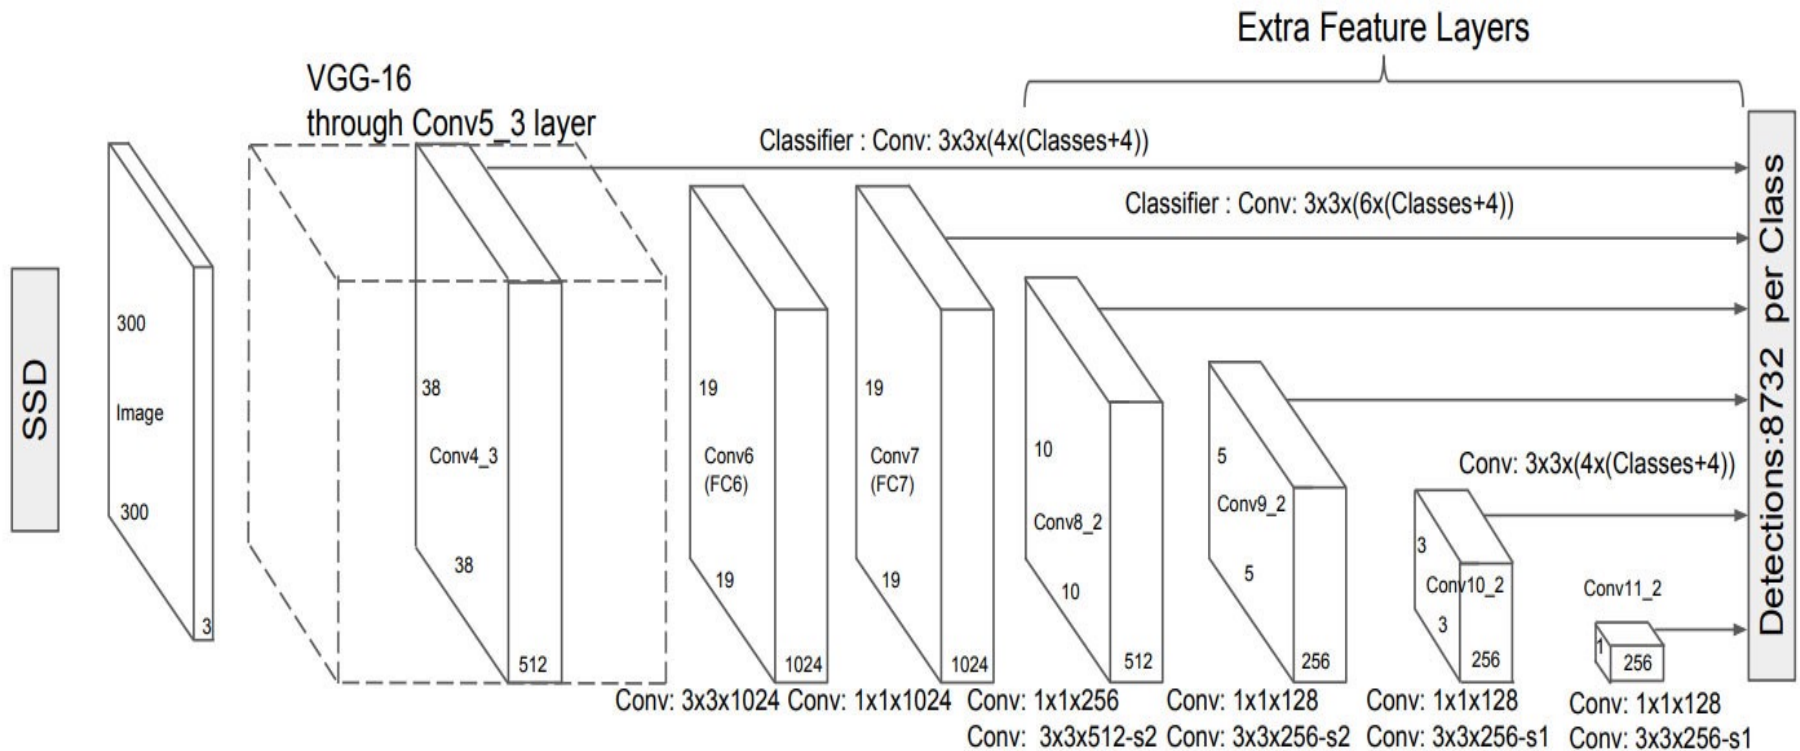 Extra Feature Layers
VGG-16
through Conv5_3 layer
Classifier : Conv: 3x3x(4x(Classes+4))
Classifier : Conv: 3x3x(6x(Classes+4))
SSD
300
Image
300
3
38
Conv4_3
38
512
19
Conv6
(FC6)
19
1024
19
Conv7
(FC7)
19
1024
10
Conv8_2
10
512
5
Conv9_2
5
256
Conv: 3x3x(4x(Classes+4))
3
Conv10_2
3
256
Conv11_2
1
256
Detections:8732 per Class
Conv: 3x3x1024
Conv: 1x1x1024
Conv: 1x1x256
Conv: 3x3x512-s2
Conv: 1x1x128
Conv: 3x3x256-s2
Conv: 1x1x128
Conv: 3x3x256-s1
Conv: 1x1x128
Conv: 3x3x256-s1